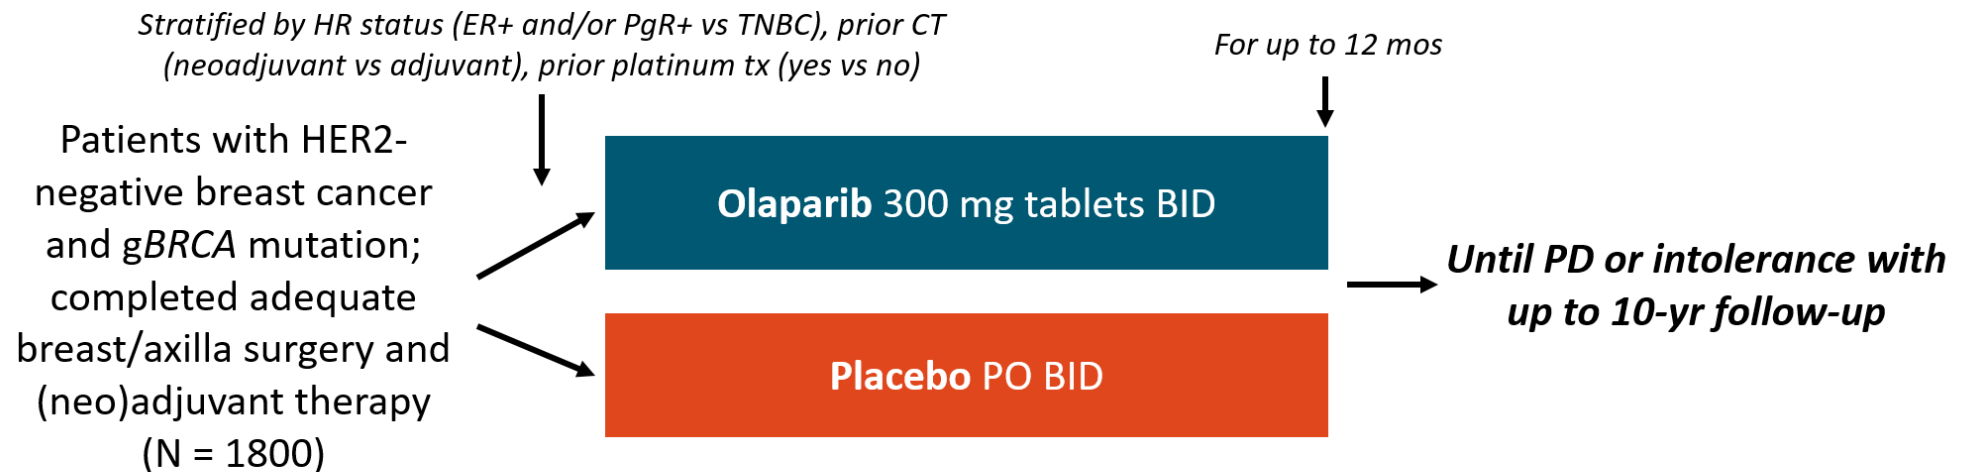 Stratified by HR status (ER+ and/or PgR+ vs TNBC), prior CT
(neoadjuvant vs adjuvant), prior platinum tx (yes vs no)
For up to 12 mos
Patients with HER2-
negative breast cancer
and gBRCA mutation;
completed adequate
breast/axilla surgery and
(neo)adjuvant therapy
(N = 1800)
Olaparib 300 mg tablets BID
Placebo PO BID
Until PD or intolerance with
up to 10-yr follow-up